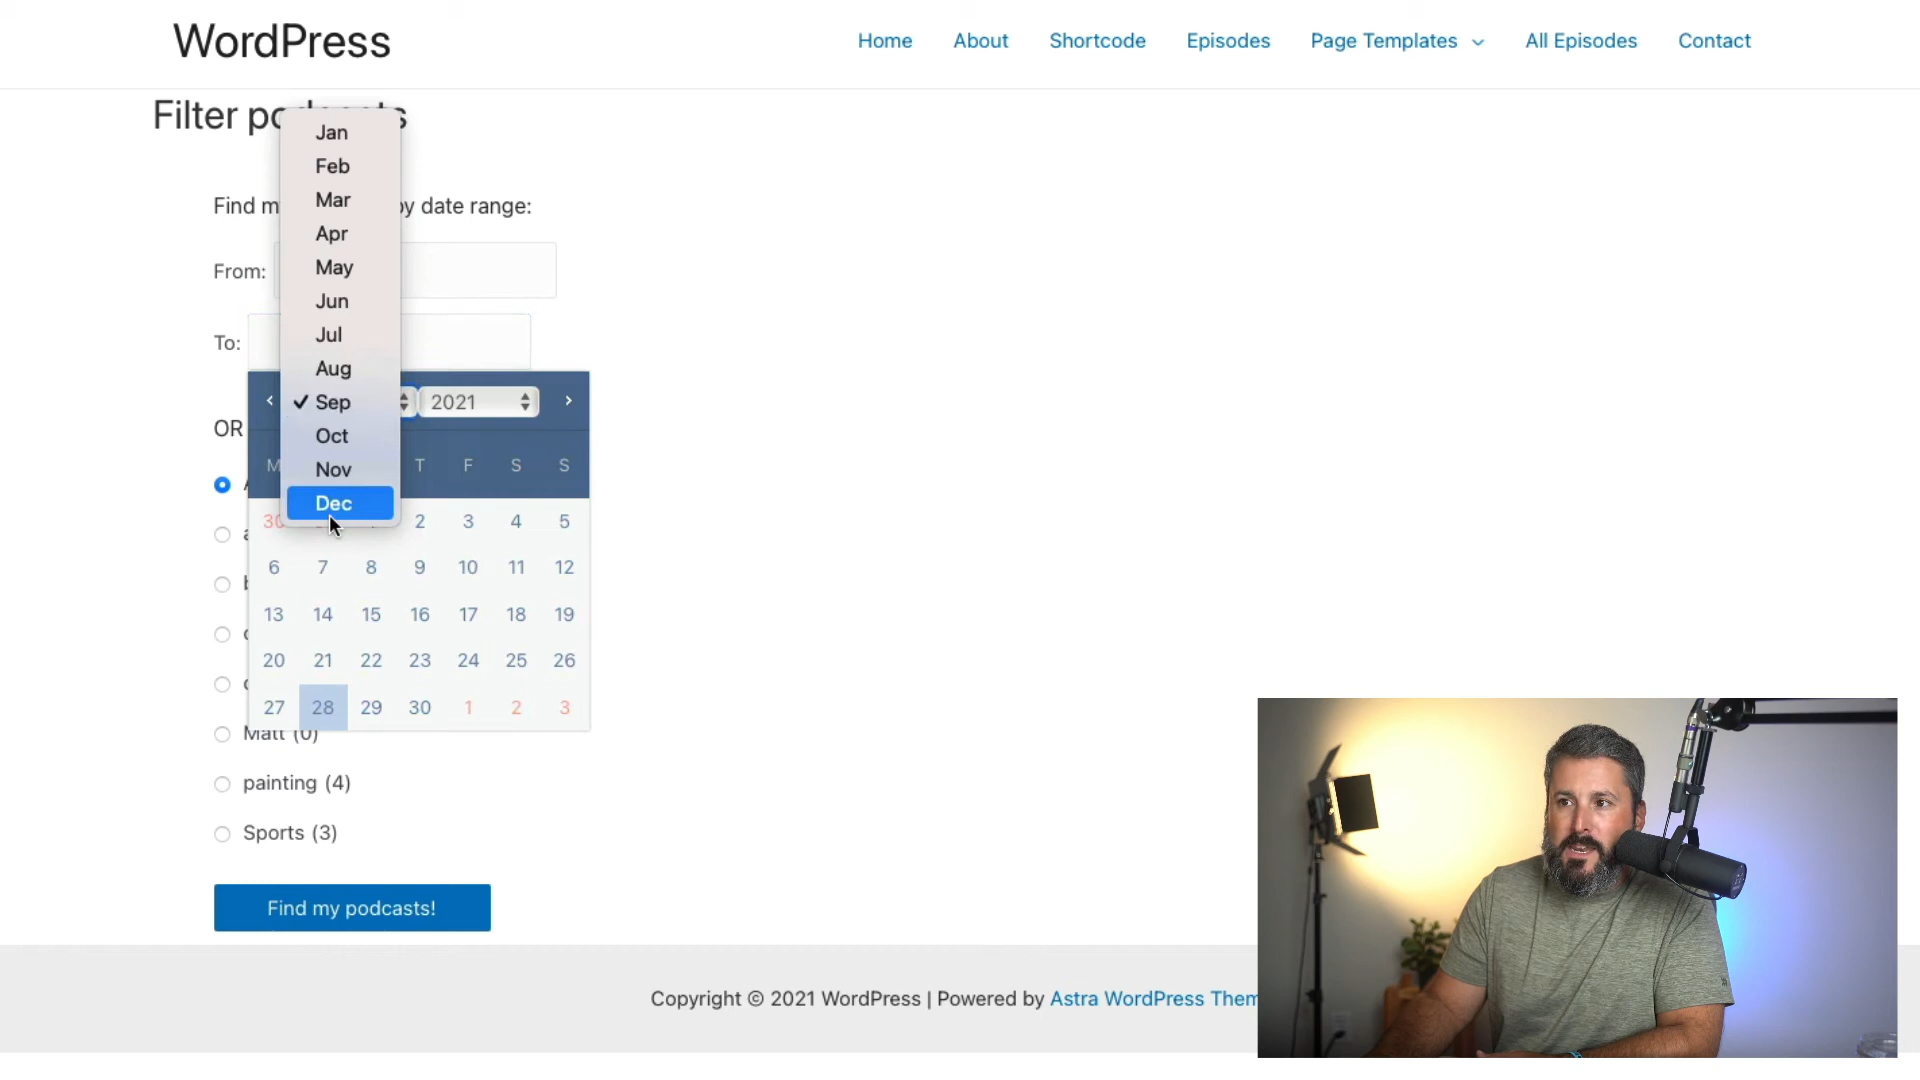 WordPress
Home About Shortcode Episodes Page Templates All Episodes Contact
Filter
Find by date range:
From:
To:
Jan
Feb
Mar
Apr
May
Jun
Jul
Aug
Sep
Oct
Nov
Dec
2021
OR
M T F S S
30 2 3 4 5
6 7 8 9 10 11 12
13 14 15 16 17 18 19
20 21 22 23 24 25 26
27 28 29 30 1 2 3
Matt (0)
painting (4)
Sports (3)
Find my podcasts!
Copyright © 2021 WordPress | Powered by Astra WordPress Them